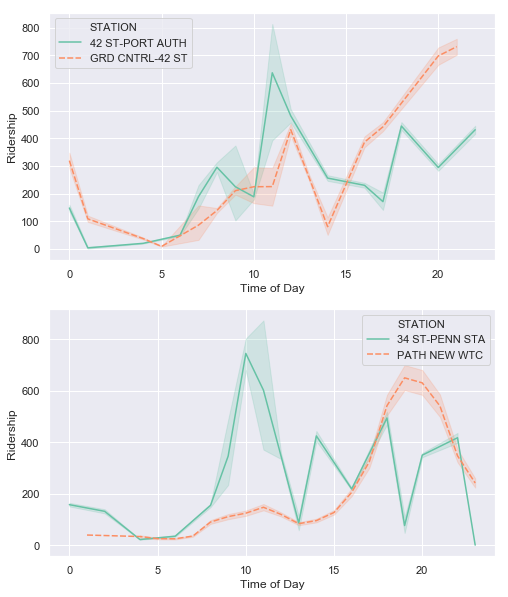 STATION
42 ST-PORT AUTH
GRD CNTRL-42 ST
800
700
600
500
400
300
200
100
0
Ridership
0 5 10 15 20
Time of Day
STATION
34 ST-PENN STA
PATH NEW WTC
800
600
400
200
0
Ridership
0 5 10 15 20
Time of Day